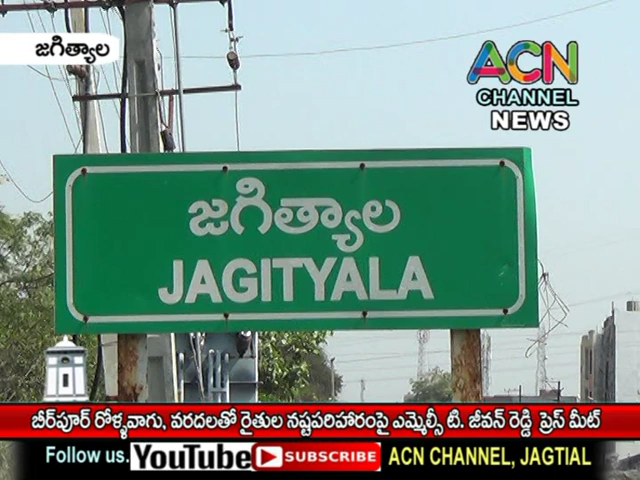 జగిత్యాల
ACN
CHANNEL
NEWS
జగిత్యాల
JAGITYALA
బీర్‌పూర్ రోళ్ళవాగు, వరదలతో రైతుల నష్టపరిహారంపై ఎమ్మెల్సీ టి. జీవన్ రెడ్డి ప్రెస్ మీట్
Follow us. YouTube SUBSCRIBE ACN CHANNEL, JAGTIAL